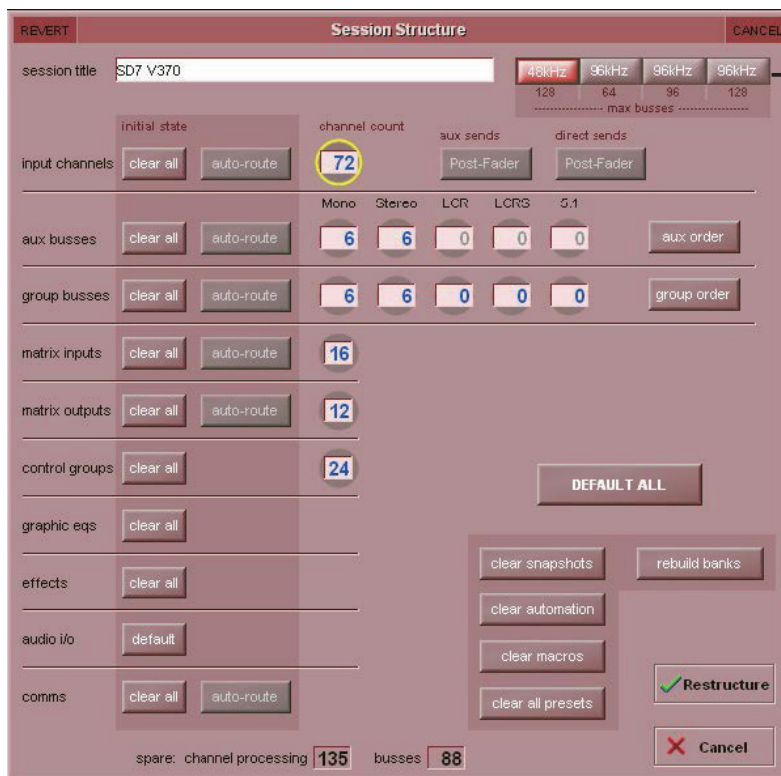 REVERT Session Structure CANCEL
session title SD7 V370 48kHz 96kHz 96kHz 96kHz
128 64 96 128
max busses
initial state channel count aux sends direct sends
input channels clear all auto-route 72 Post-Fader Post-Fader
Mono Stereo LCR LCRS 5.1
aux busses clear all auto-route 6 6 0 0 0 aux order
group busses clear all auto-route 6 6 0 0 0 group order
matrix inputs clear all auto-route 16
matrix outputs clear all auto-route 12
control groups clear all 24
DEFAULT ALL
graphic eqs clear all
clear snapshots rebuild banks
effects clear all
clear automation
audio i/o default
clear macros
Restructure
comms clear all auto-route clear all presets
Cancel
spare: channel processing 135 busses 88